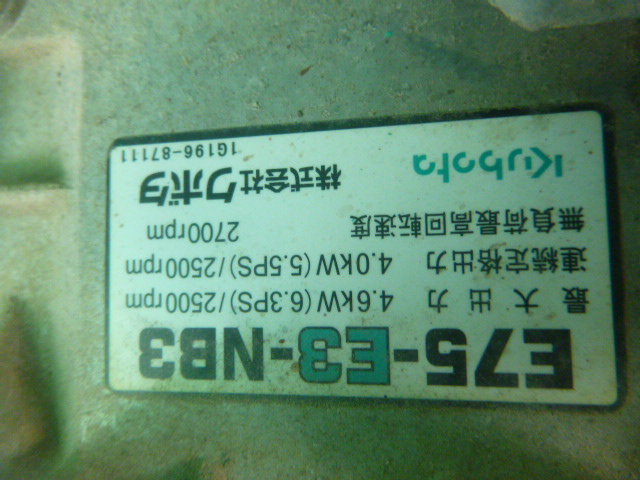 E75-E3-NB3
最大出力 4.6kW (6.3PS) / 2500rpm
連続定格出力 4.0kW (5.5PS) / 2500rpm
無負荷最高回転速度 2700rpm
Kubota 株式会社クボタ
1G196-87111